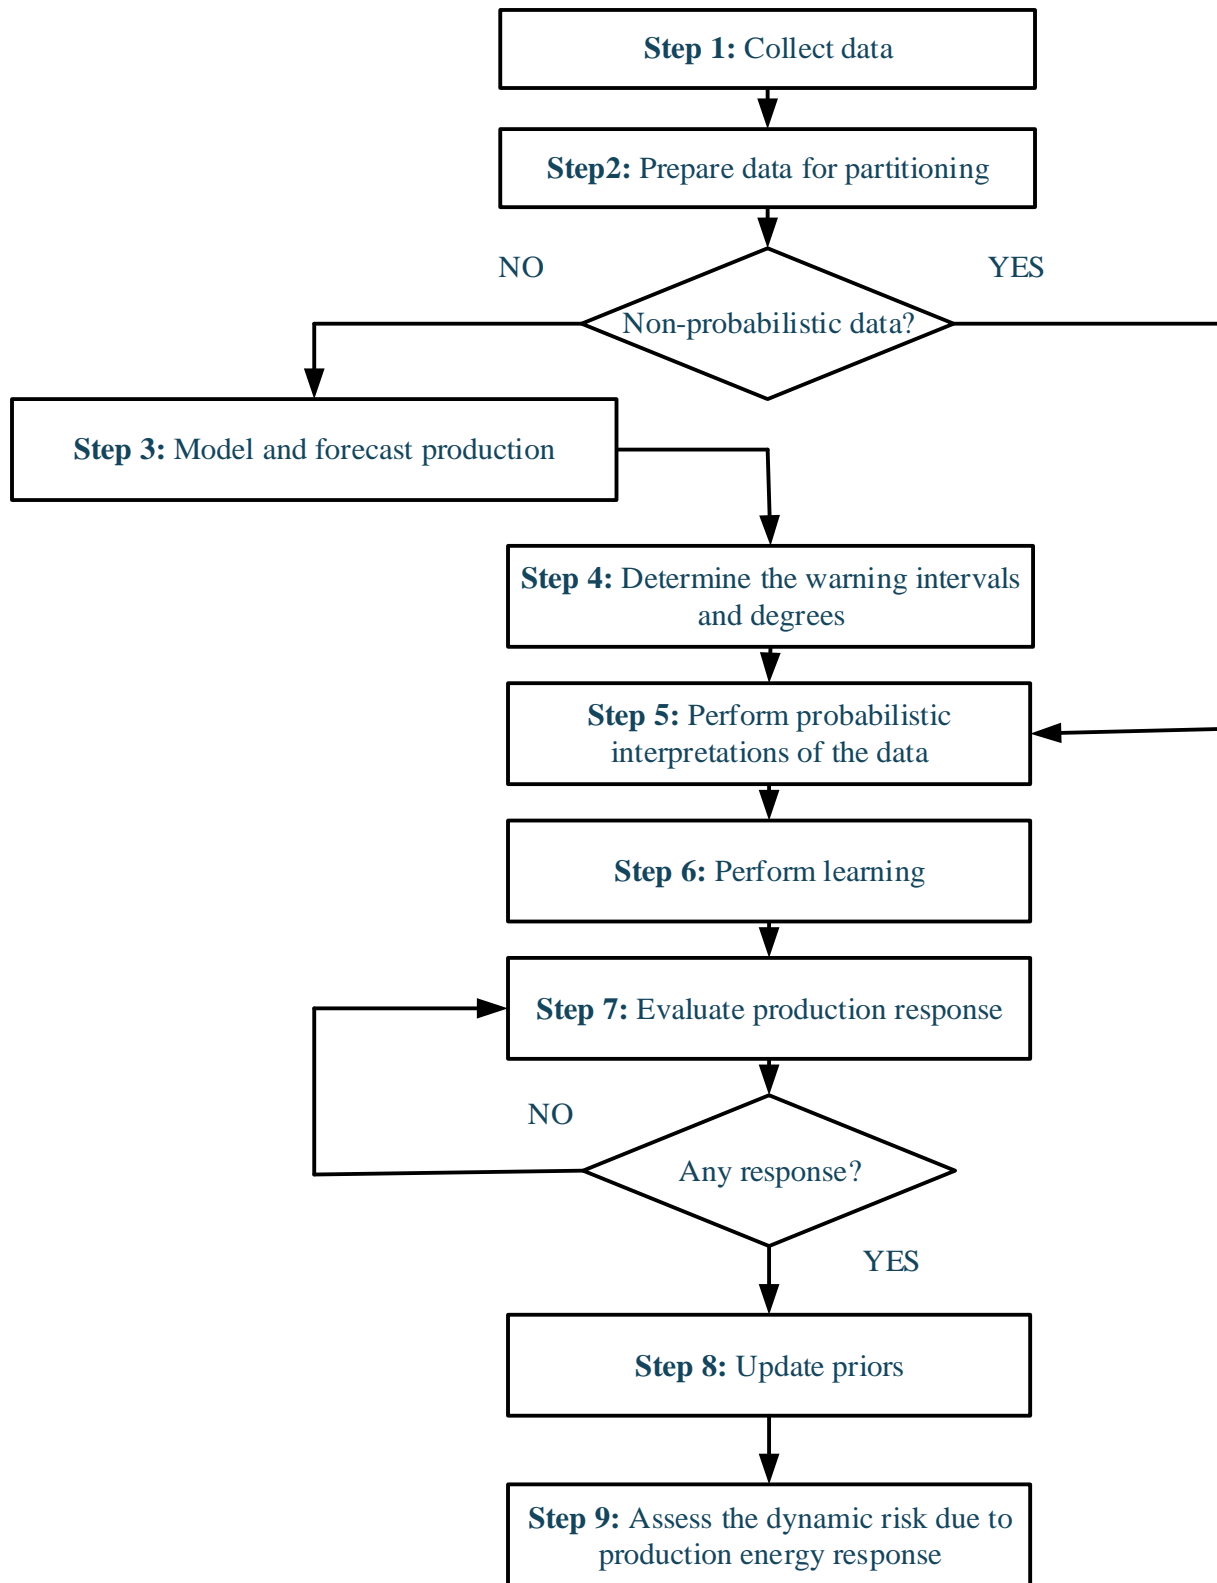 Step 1: Collect data
Step2: Prepare data for partitioning
NO
YES
Non-probabilistic data?
Step 3: Model and forecast production
Step 4: Determine the warning intervals
and degrees
Step 5: Perform probabilistic
interpretations of the data
Step 6: Perform learning
Step 7: Evaluate production response
NO
Any response?
YES
Step 8: Update priors
Step 9: Assess the dynamic risk due to
production energy response